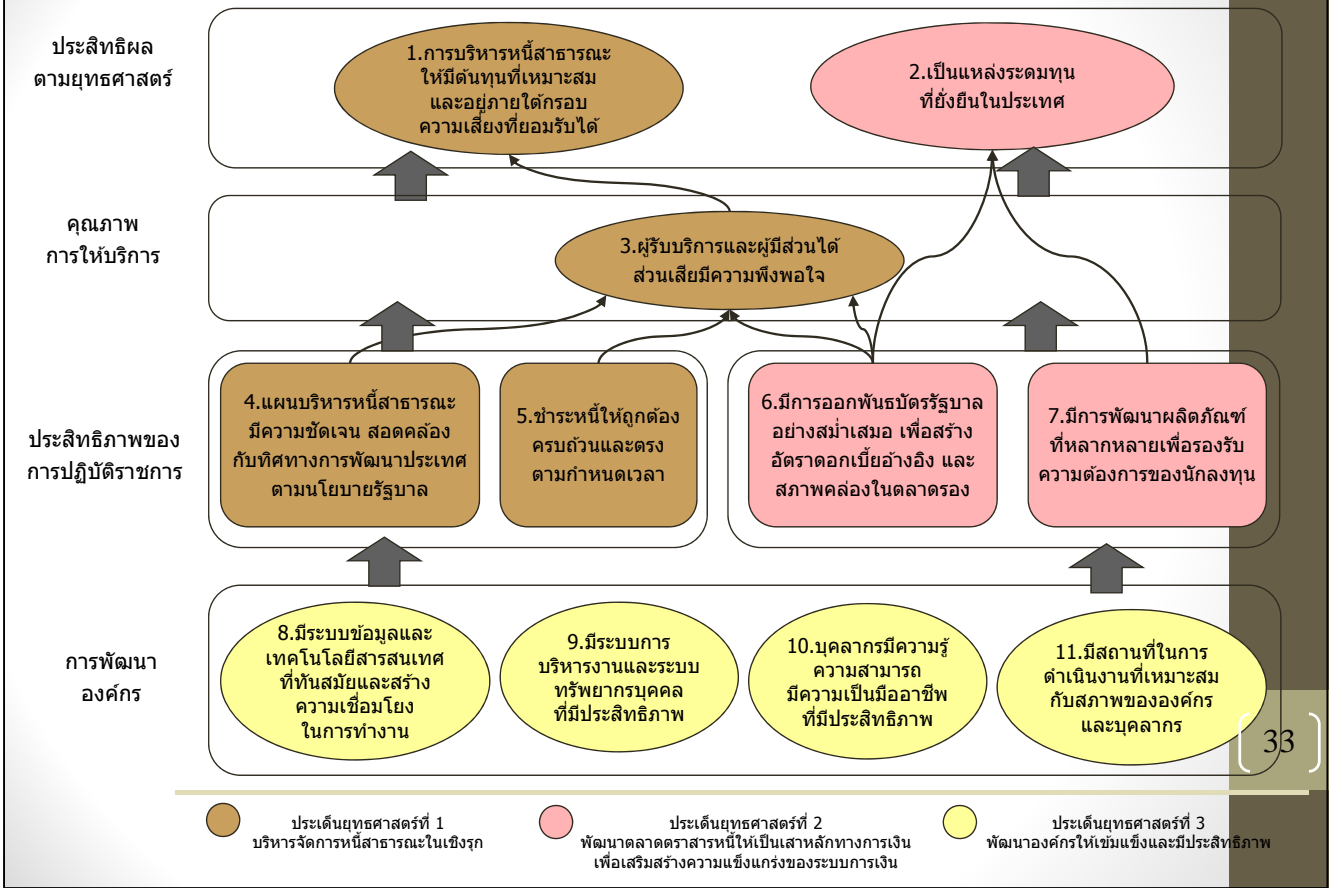 ประสิทธิผล
ตามยุทธศาสตร์
1.การบริหารหนี้สาธารณะ
ให้มีต้นทุนที่เหมาะสม
และอยู่ภายใต้กรอบ
ความเสี่ยงที่ยอมรับได้
2.เป็นแหล่งระดมทุน
ที่ยั่งยืนในประเทศ
คุณภาพ
การให้บริการ
3.ผู้รับบริการและผู้มีส่วนได้
ส่วนเสียมีความพึงพอใจ
ประสิทธิภาพของ
การปฏิบัติราชการ
4.แผนบริหารหนี้สาธารณะ
มีความชัดเจน สอดคล้อง
กับทิศทางการพัฒนาประเทศ
ตามนโยบายรัฐบาล
5.ชำระหนี้ให้ถูกต้อง
ครบถ้วนและตรง
ตามกำหนดเวลา
6.มีการออกพันธบัตรรัฐบาล
อย่างสม่ำเสมอ เพื่อสร้าง
อัตราดอกเบี้ยอ้างอิง และ
สภาพคล่องในตลาดรอง
7.มีการพัฒนาผลิตภัณฑ์
ที่หลากหลายเพื่อรองรับ
ความต้องการของนักลงทุน
การพัฒนา
องค์กร
8.มีระบบข้อมูลและ
เทคโนโลยีสารสนเทศ
ที่ทันสมัยและสร้าง
ความเชื่อมโยง
ในการทำงาน
9.มีระบบการ
บริหารงานและระบบ
ทรัพยากรบุคคล
ที่มีประสิทธิภาพ
10.บุคลากรมีความรู้
ความสามารถ
มีความเป็นมืออาชีพ
ที่มีประสิทธิภาพ
11.มีสถานที่ในการ
ดำเนินงานที่เหมาะสม
กับสภาพขององค์กร
และบุคลากร
33
ประเด็นยุทธศาสตร์ที่ 1
บริหารจัดการหนี้สาธารณะในเชิงรุก
ประเด็นยุทธศาสตร์ที่ 2
พัฒนาตลาดตราสารหนี้ให้เป็นเสาหลักทางการเงิน
เพื่อเสริมสร้างความแข็งแกร่งของระบบการเงิน
ประเด็นยุทธศาสตร์ที่ 3
พัฒนาองค์กรให้เข้มแข็งและมีประสิทธิภาพ